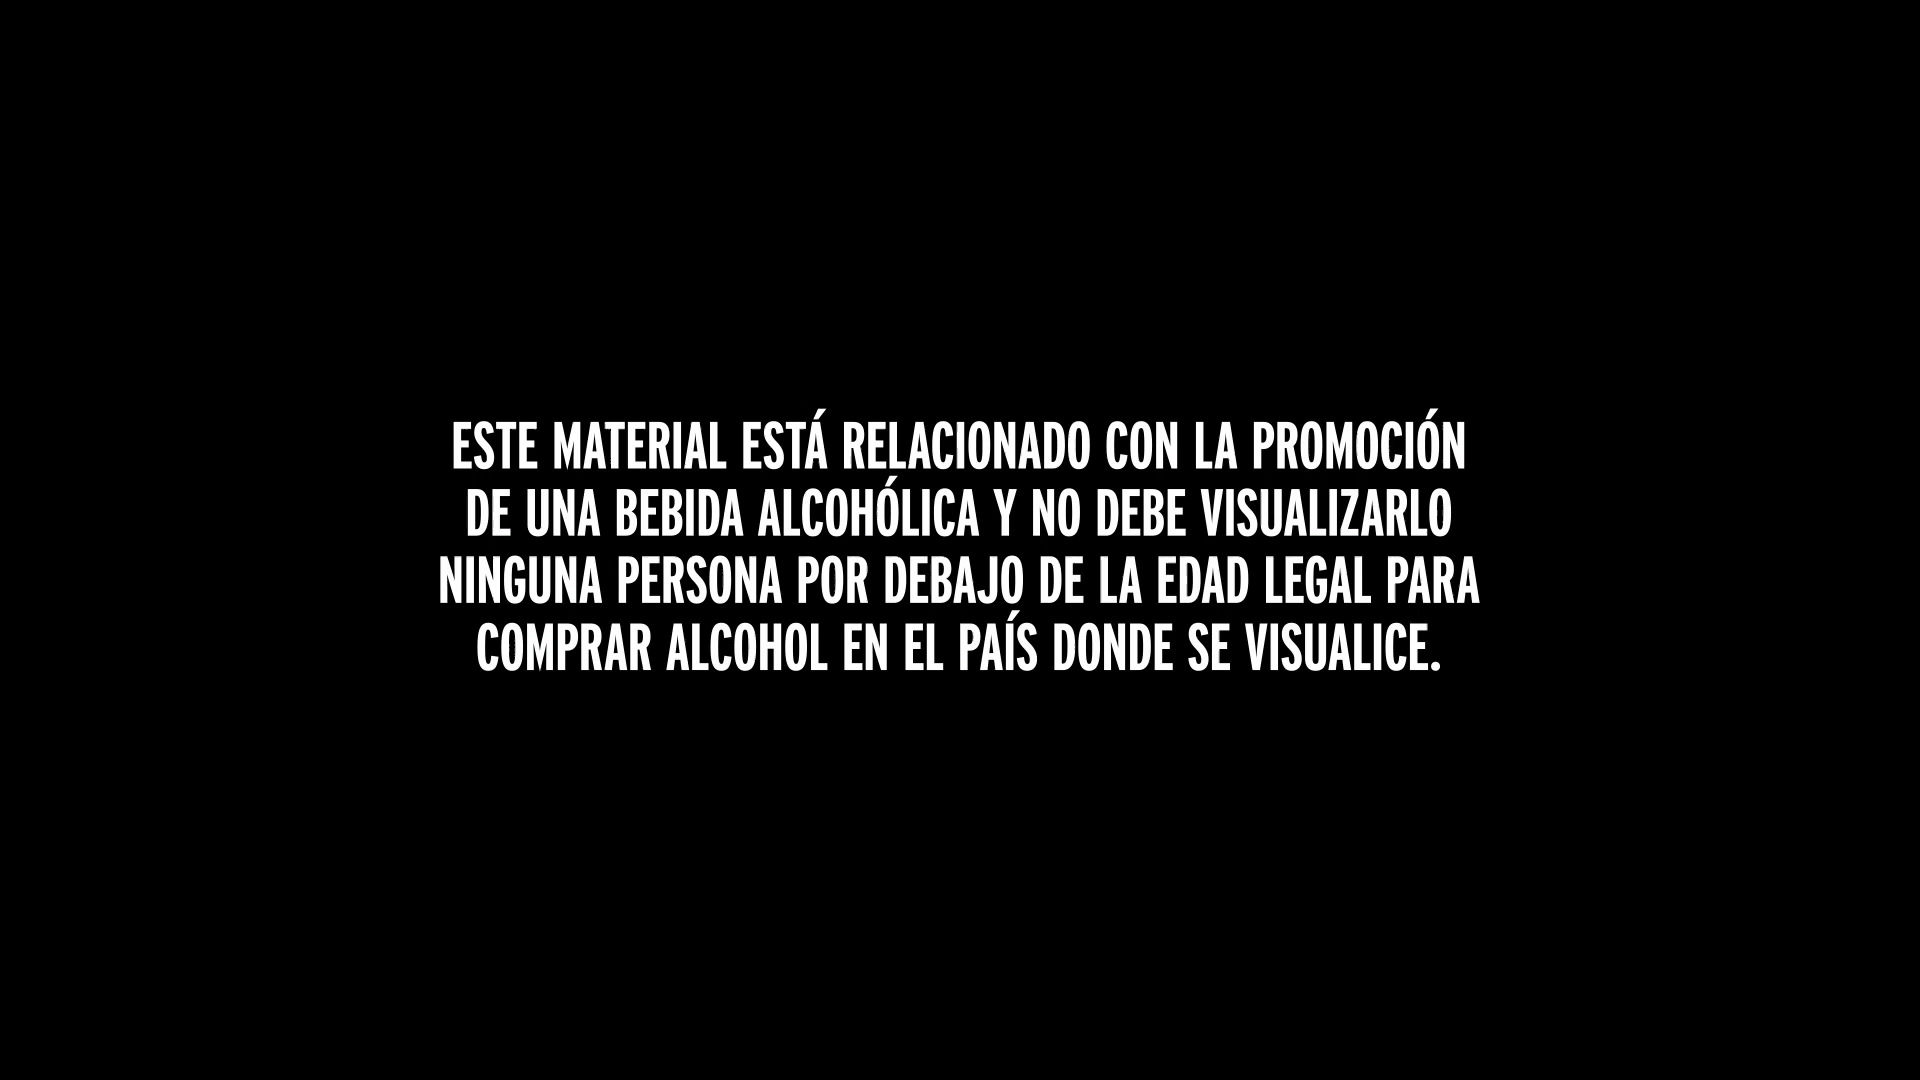 ESTE MATERIAL ESTÁ RELACIONADO CON LA PROMOCIÓN
DE UNA BEBIDA ALCOHÓLICA Y NO DEBE VISUALIZARLO
NINGUNA PERSONA POR DEBAJO DE LA EDAD LEGAL PARA
COMPRAR ALCOHOL EN EL PAÍS DONDE SE VISUALICE.